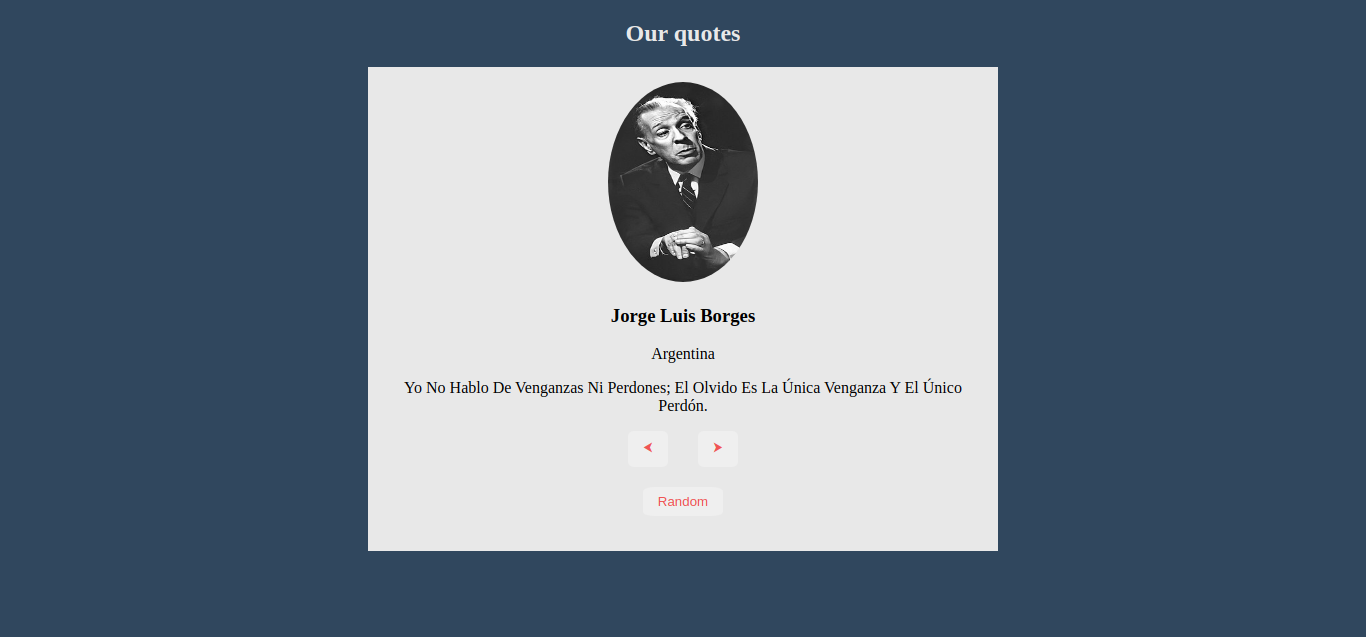 Our quotes
Jorge Luis Borges
Argentina
Yo No Hablo De Venganzas Ni Perdones; El Olvido Es La Única Venganza Y El Único
Perdón.
Random